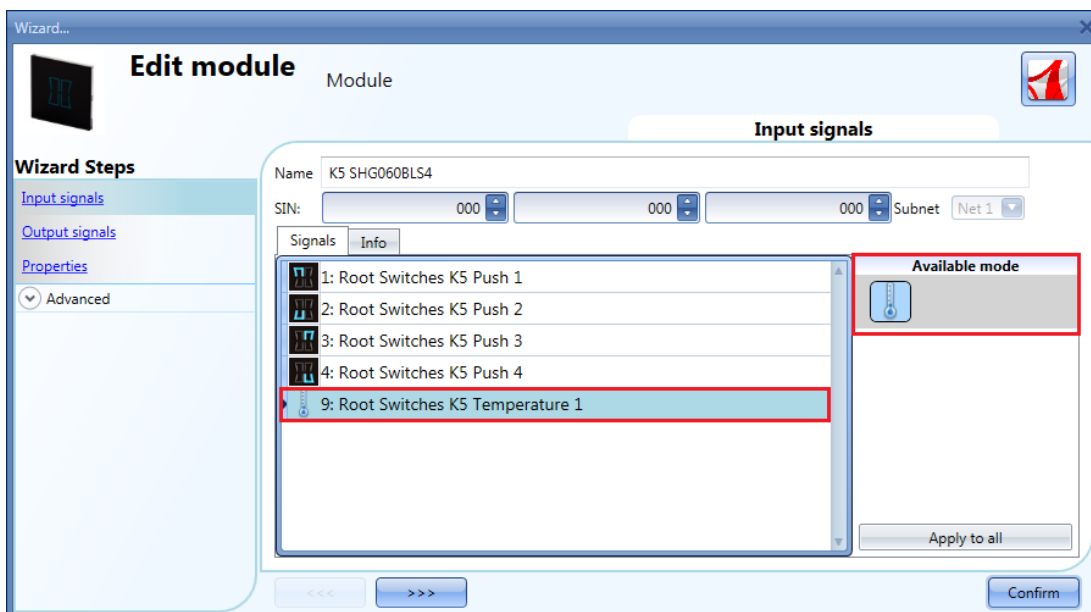 Wizard...
Edit module
Module
Input signals
Wizard Steps
Input signals
Output signals
Properties
Advanced
Name K5 SHG060BLS4
SIN: 000 000 000 Subnet Net 1
Signals Info
1: Root Switches K5 Push 1
2: Root Switches K5 Push 2
3: Root Switches K5 Push 3
4: Root Switches K5 Push 4
9: Root Switches K5 Temperature 1
Available mode
Apply to all
<<< >>> Confirm